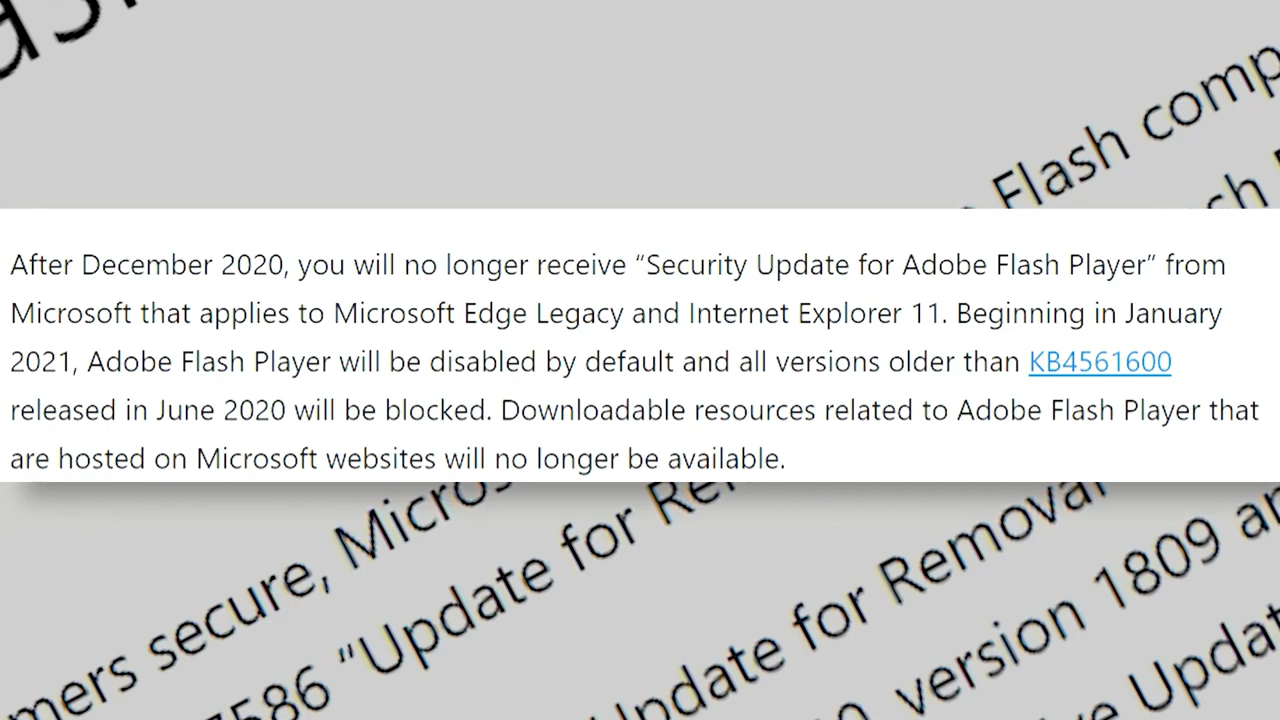 Flash
After December 2020, you will no longer receive “Security Update for Adobe Flash Player” from
Microsoft that applies to Microsoft Edge Legacy and Internet Explorer 11. Beginning in January
2021, Adobe Flash Player will be disabled by default and all versions older than KB4561600
released in June 2020 will be blocked. Downloadable resources related to Adobe Flash Player that
are hosted on Microsoft websites will no longer be available.
secure,
“Update for
Update for Removal
version 1809